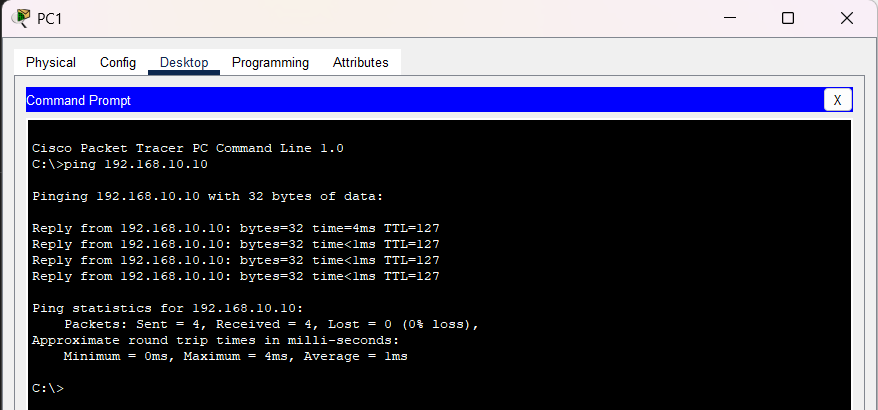 PC1
Physical Config Desktop Programming Attributes
Command Prompt X
Cisco Packet Tracer PC Command Line 1.0
C:\>ping 192.168.10.10
Pinging 192.168.10.10 with 32 bytes of data:
Reply from 192.168.10.10: bytes=32 time=4ms TTL=127
Reply from 192.168.10.10: bytes=32 time<1ms TTL=127
Reply from 192.168.10.10: bytes=32 time<1ms TTL=127
Reply from 192.168.10.10: bytes=32 time<1ms TTL=127
Ping statistics for 192.168.10.10:
Packets: Sent = 4, Received = 4, Lost = 0 (0% loss),
Approximate round trip times in milli-seconds:
Minimum = 0ms, Maximum = 4ms, Average = 1ms
C:\>